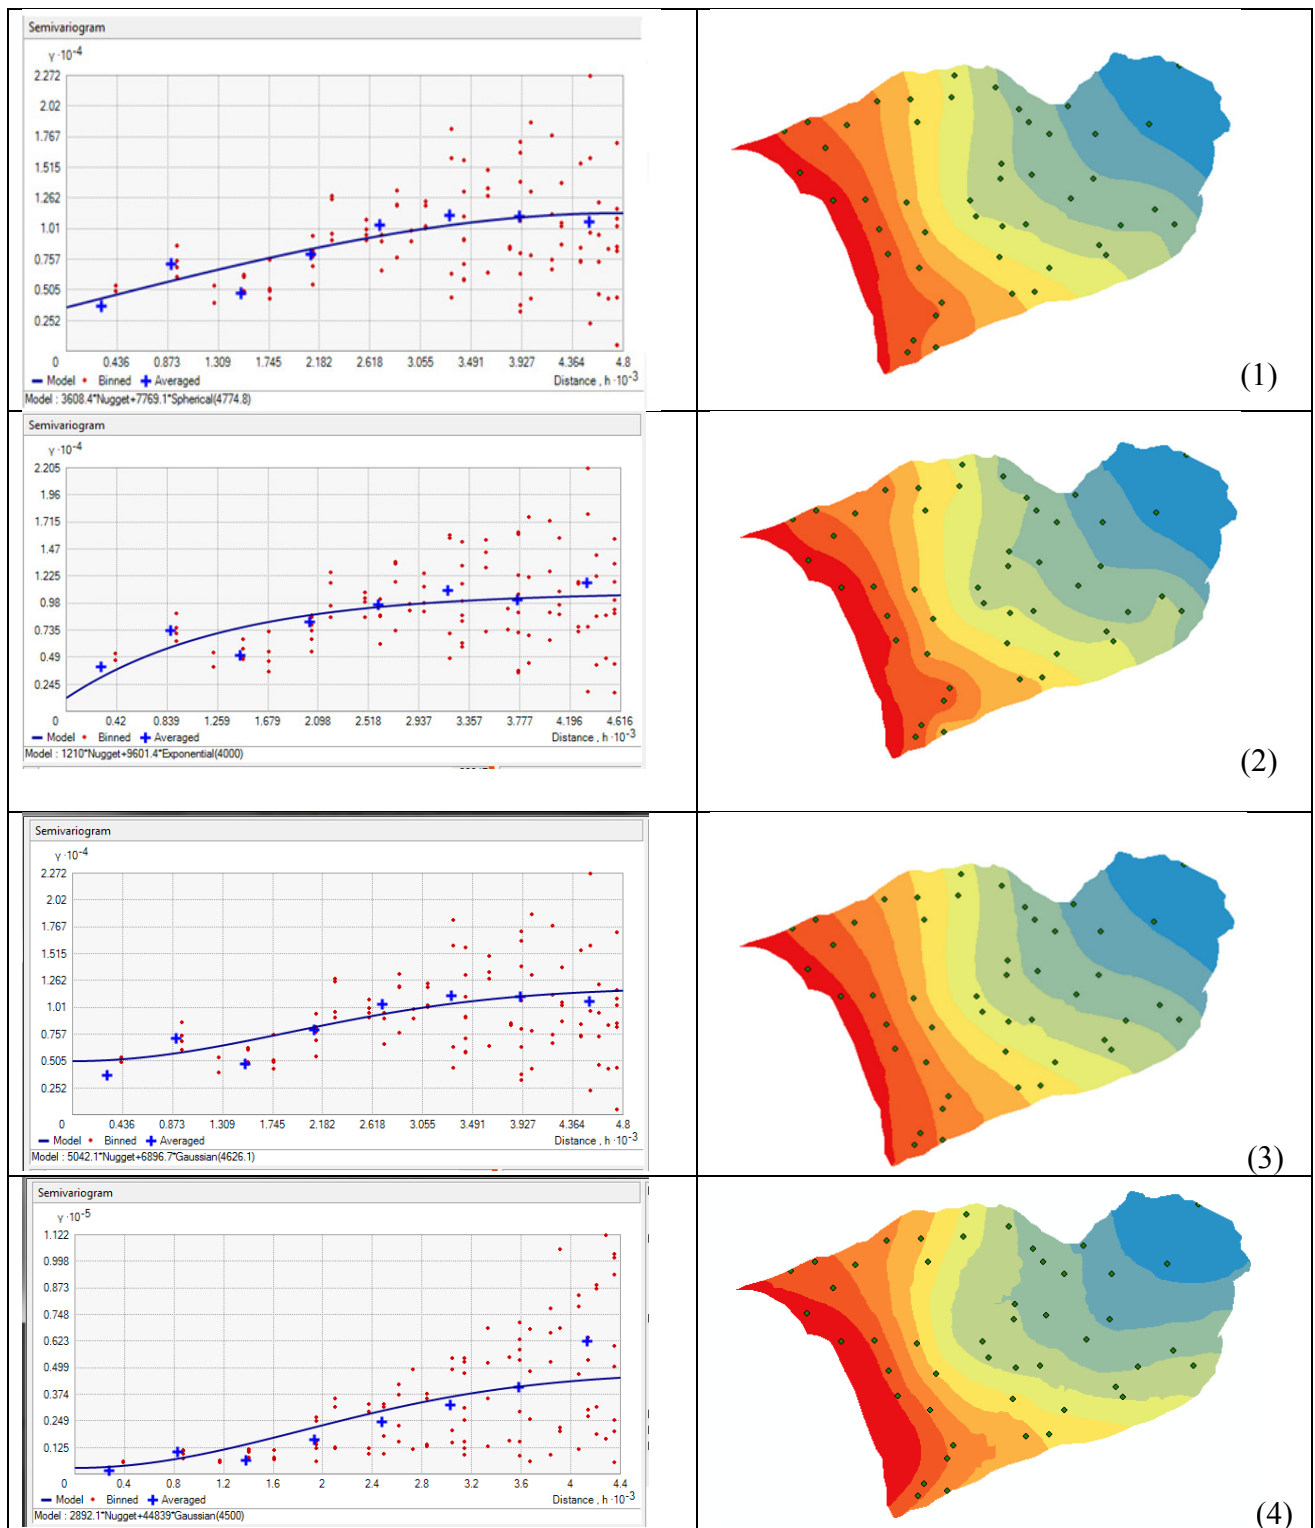 Semivariogram
γ ·10⁻⁴
2.272
2.02
1.767
1.515
1.262
1.01
0.757
0.505
0.252
0 0.436 0.873 1.309 1.745 2.182 2.618 3.055 3.491 3.927 4.364 4.8
Model Binned Averaged Distance , h ·10⁻³
Model : 3608.4*Nugget+7769.1*Spherical(4774.8)
(1)
Semivariogram
γ ·10⁻⁴
2.205
1.96
1.715
1.47
1.225
0.98
0.735
0.49
0.245
0 0.42 0.839 1.259 1.679 2.098 2.518 2.937 3.357 3.777 4.196 4.616
Model Binned Averaged Distance , h ·10⁻³
Model : 1210*Nugget+9601.4*Exponential(4000)
(2)
Semivariogram
γ ·10⁻⁴
2.272
2.02
1.767
1.515
1.262
1.01
0.757
0.505
0.252
0 0.436 0.873 1.309 1.745 2.182 2.618 3.055 3.491 3.927 4.364 4.8
Model Binned Averaged Distance , h ·10⁻³
Model : 5042.1*Nugget+6896.7*Gaussian(4626.1)
(3)
Semivariogram
γ ·10⁻⁵
1.122
0.998
0.873
0.748
0.623
0.499
0.374
0.249
0.125
0 0.4 0.8 1.2 1.6 2 2.4 2.8 3.2 3.6 4 4.4
Model Binned Averaged Distance , h ·10⁻³
Model : 2892.1*Nugget+44839*Gaussian(4500)
(4)